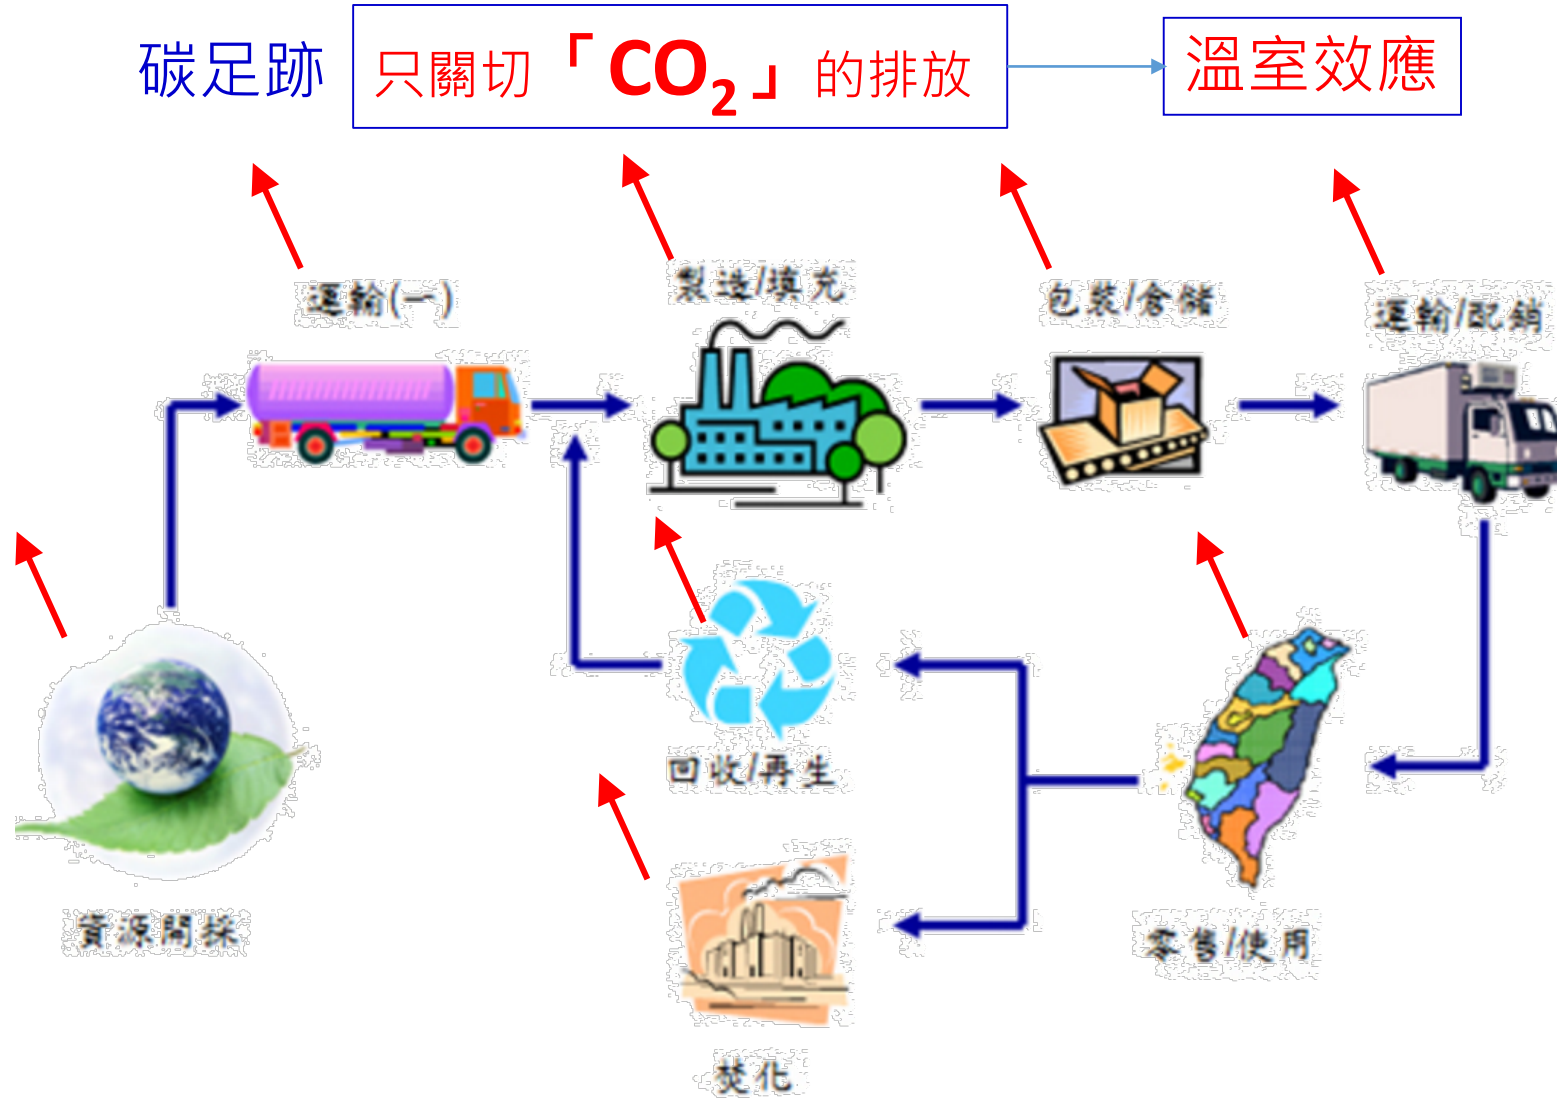 碳足跡
只關切「CO₂」的排放
溫室效應
運輸(一)
製造/填充
包裝/倉儲
運輸/配銷
回收/再生
資源開採
零售/使用
焚化